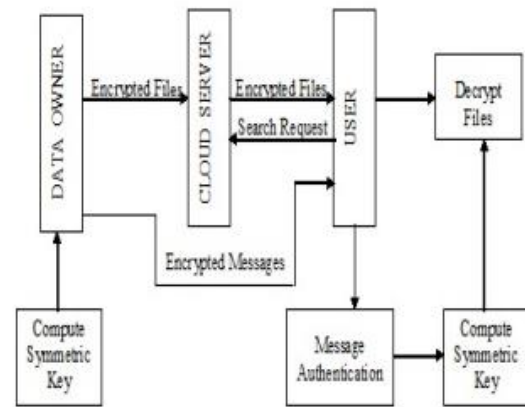 DATA OWNER
Encrypted Files
CLOUD SERVER
Encrypted Files
Search Request
USER
Decrypt
Files
Encrypted Messages
Compute
Symmetric
Key
Message
Authentication
Compute
Symmetric
Key